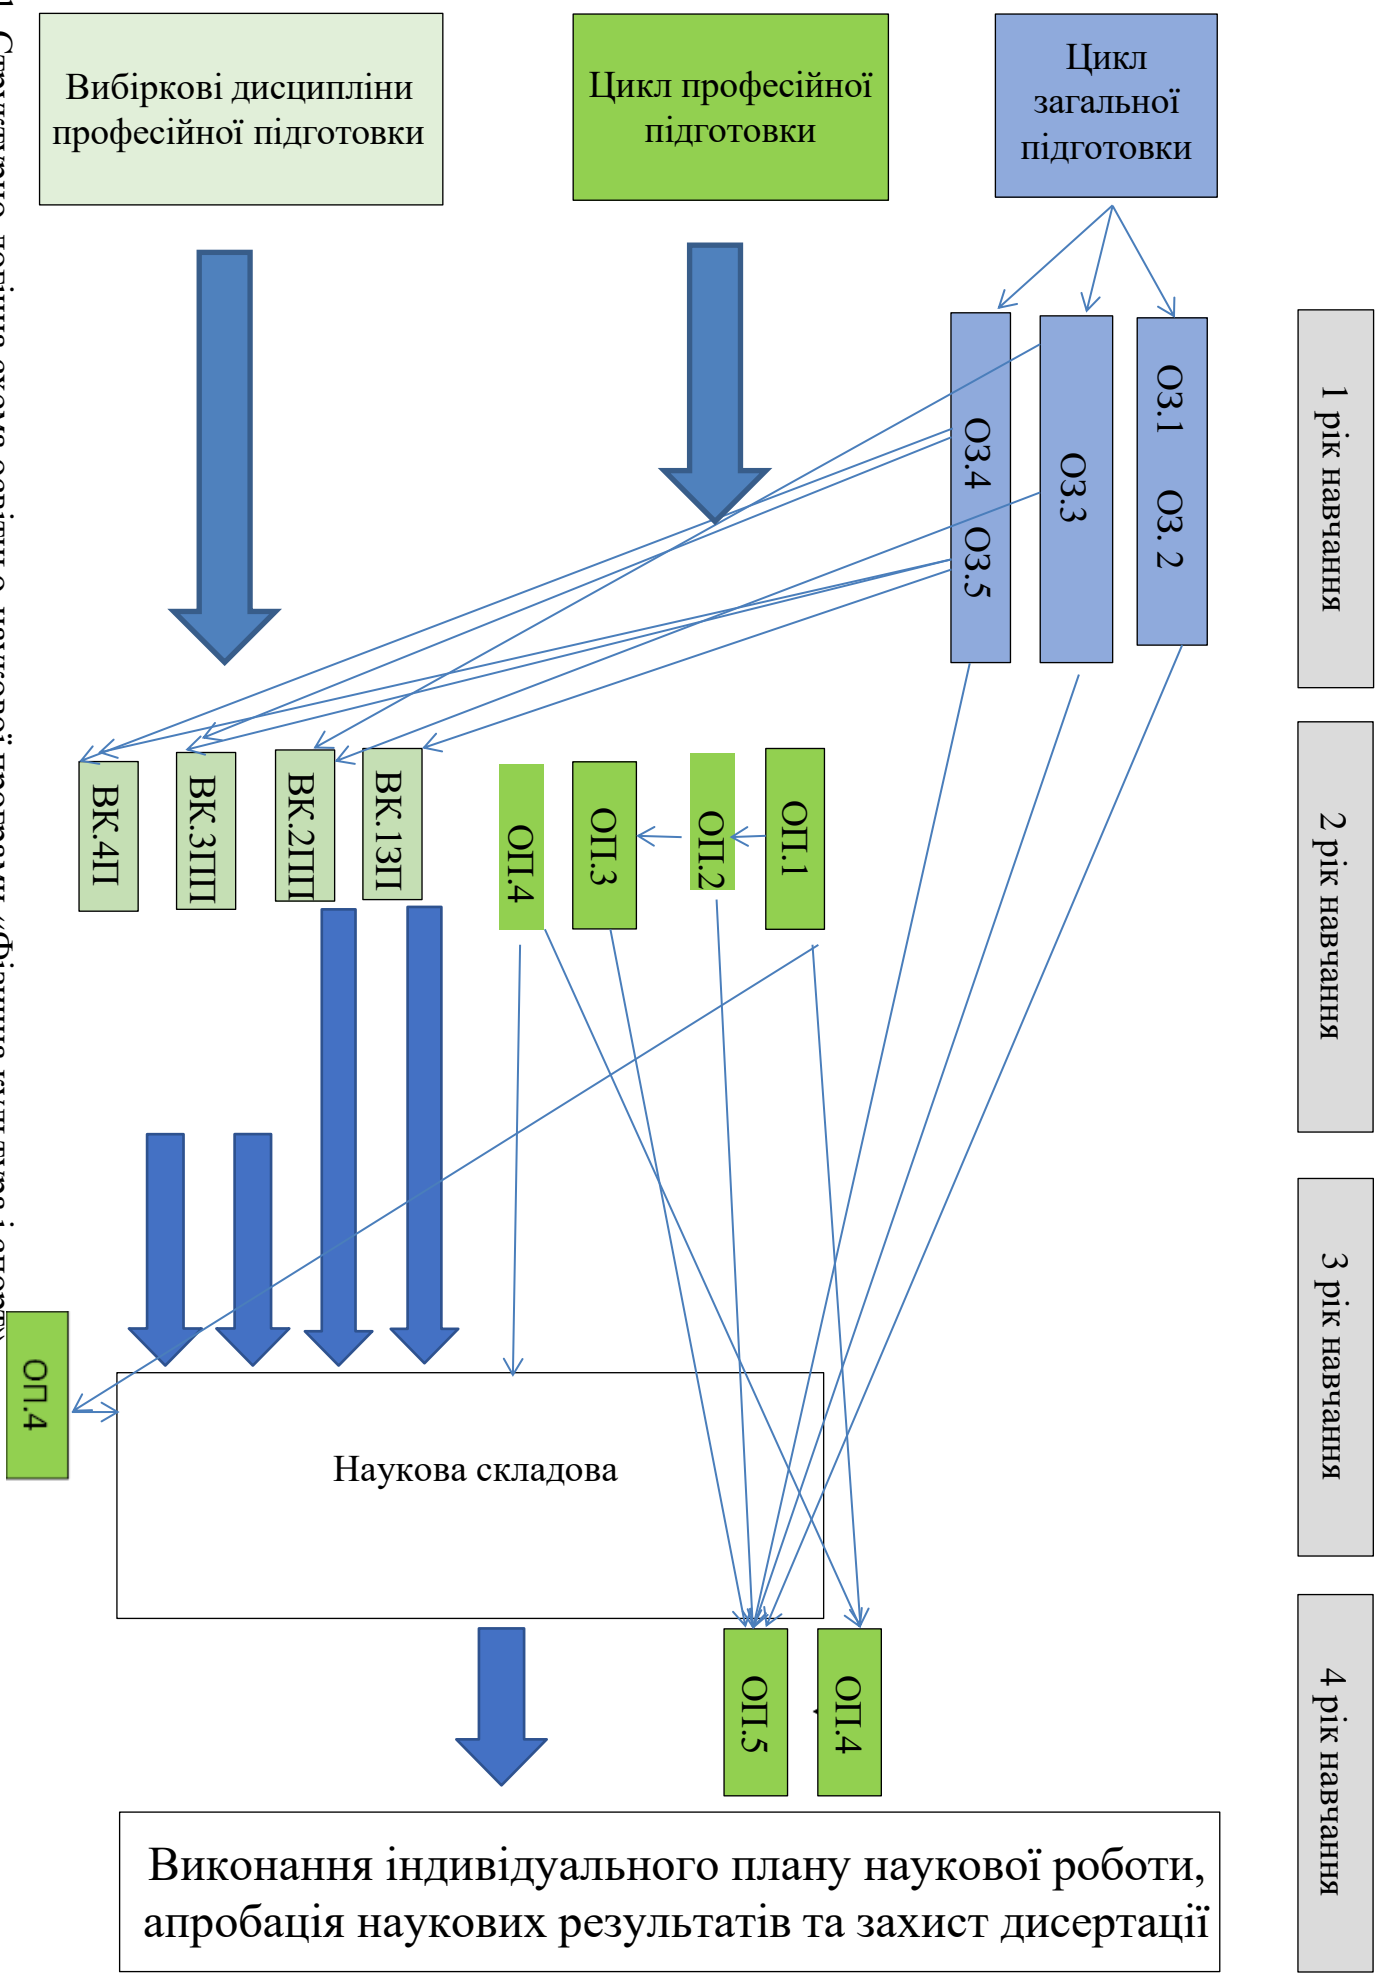 Вибіркові дисципліни
професійної підготовки
Цикл професійної
підготовки
Цикл
загальної
підготовки
1 рік навчання
ОЗ.1 ОЗ. 2
ОЗ.3
ОЗ.4 ОЗ.5
2 рік навчання
ОП.1
ОП.2
ОП.3
ОП.4
ВК.1ЗП
ВК.2ПП
ВК.3ПП
ВК.4П
3 рік навчання
ОП.4
Наукова складова
4 рік навчання
ОП.4
ОП.5
Виконання індивідуального плану наукової роботи,
апробація наукових результатів та захист дисертації